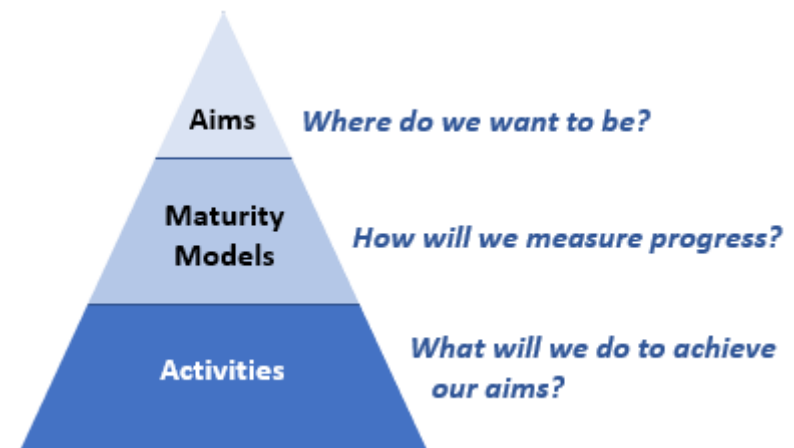 Aims
Where do we want to be?
Maturity
Models
How will we measure progress?
Activities
What will we do to achieve
our aims?